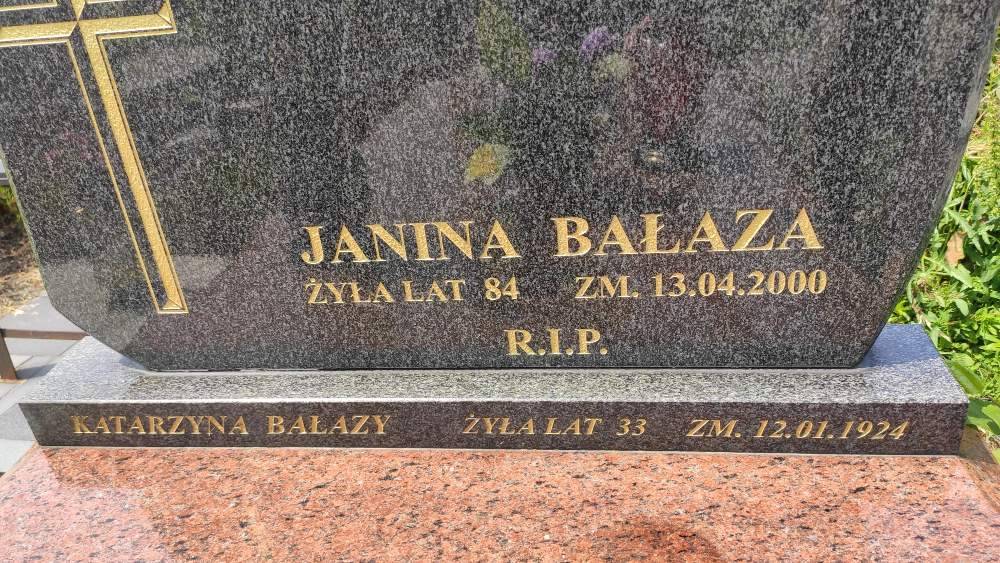 JANINA BAŁAZA
ŻYŁA LAT 84 ZM. 13.04.2000
R.I.P.
KATARZYNA BAŁAZY ŻYŁA LAT 33 ZM. 12.01.1924